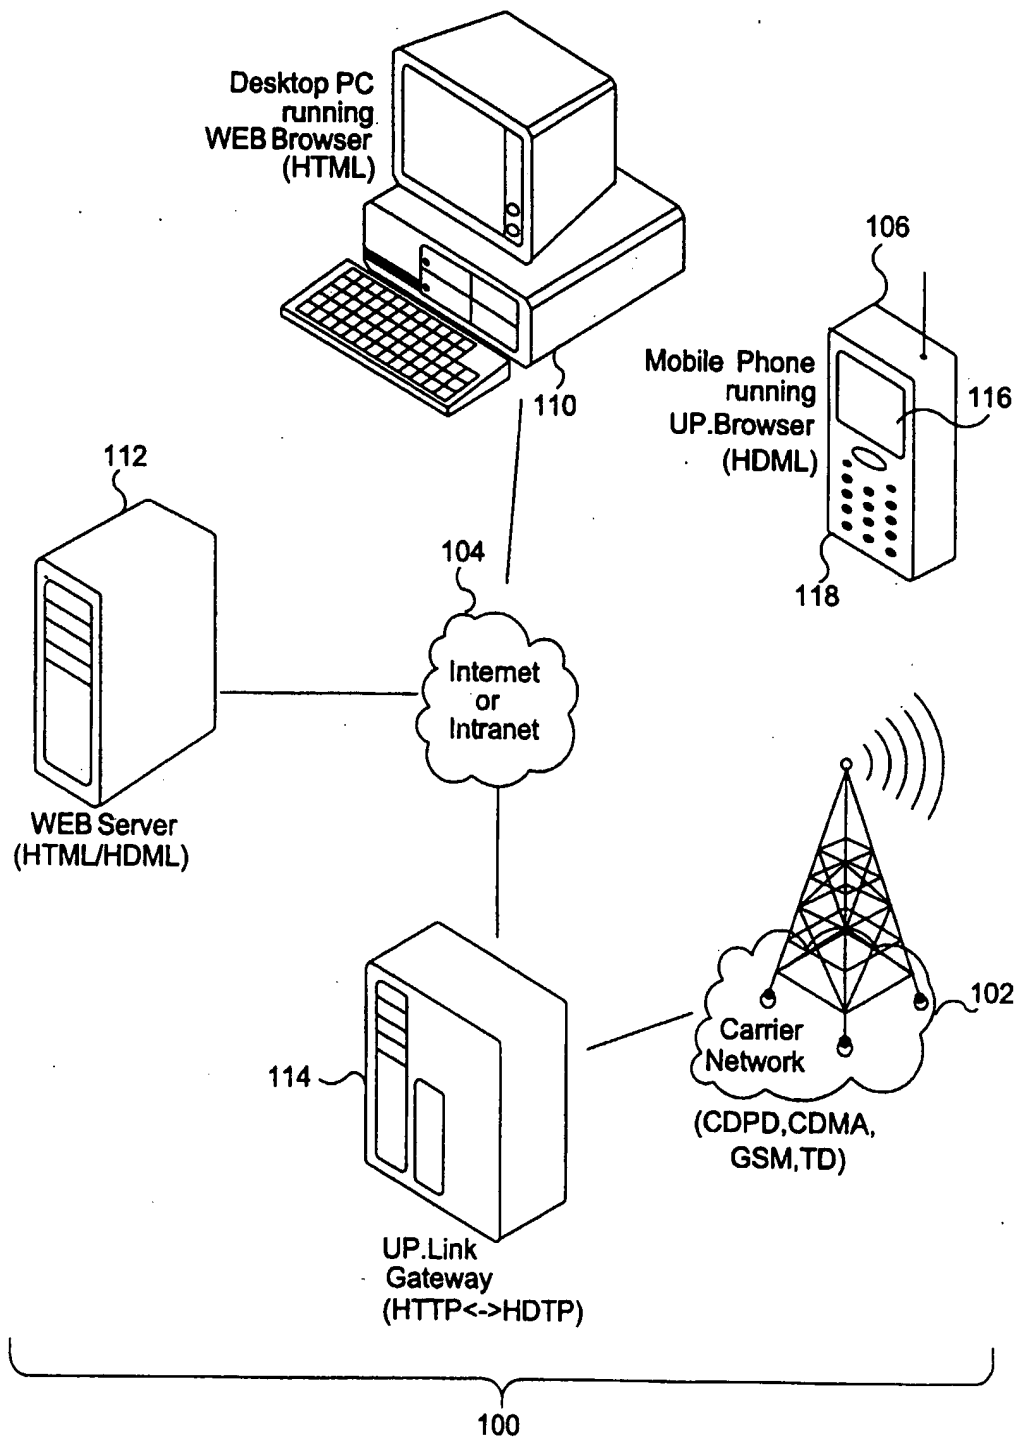 Desktop PC
running
WEB Browser
(HTML)
110
106
Mobile Phone
running
UP.Browser
(HDML)
116
118
112
WEB Server
(HTML/HDML)
104
Internet
or
Intranet
102
Carrier
Network
(CDPD,CDMA,
GSM,TD)
114
UP.Link
Gateway
(HTTP<->HDTP)
100